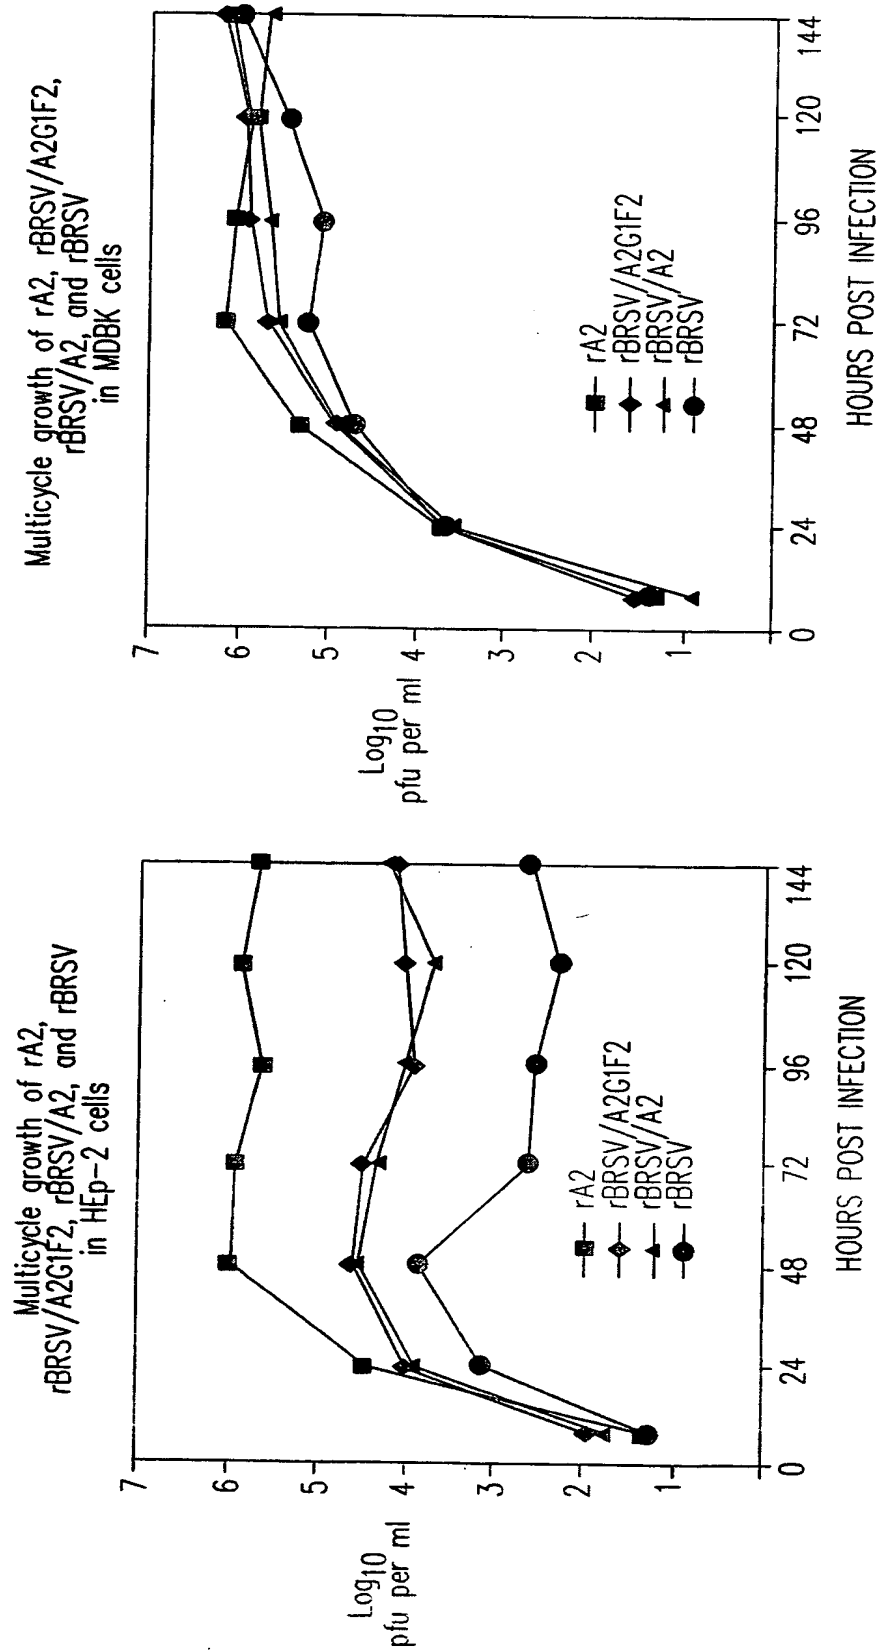 Multicycle growth of rA2,
rBRSV/A2G1F2, rBRSV/A2, and rBRSV
in HEp-2 cells
Log10
pfu per ml
7
6
5
4
3
2
1
0
24
48
72
96
120
144
HOURS POST INFECTION
rA2
rBRSV/A2G1F2
rBRSV/A2
rBRSV
Multicycle growth of rA2, rBRSV/A2G1F2,
rBRSV/A2, and rBRSV
in MDBK cells
Log10
pfu per ml
7
6
5
4
3
2
1
0
24
48
72
96
120
144
HOURS POST INFECTION
rA2
rBRSV/A2G1F2
rBRSV/A2
rBRSV